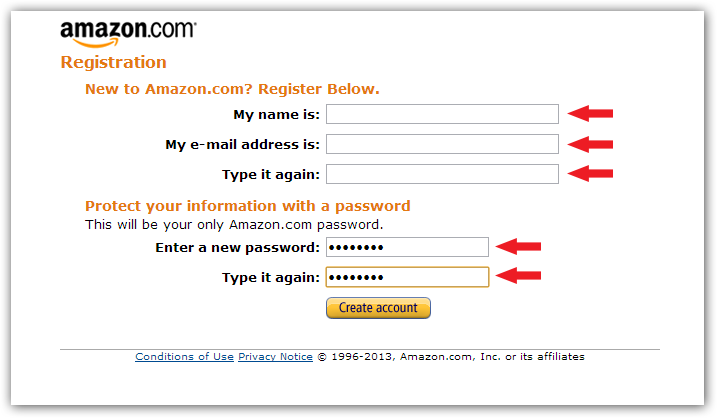 amazon.com
Registration
New to Amazon.com? Register Below.
My name is:
My e-mail address is:
Type it again:
Protect your information with a password
This will be your only Amazon.com password.
Enter a new password: ••••••••
Type it again: ••••••••
Create account
Conditions of Use Privacy Notice © 1996-2013, Amazon.com, Inc. or its affiliates